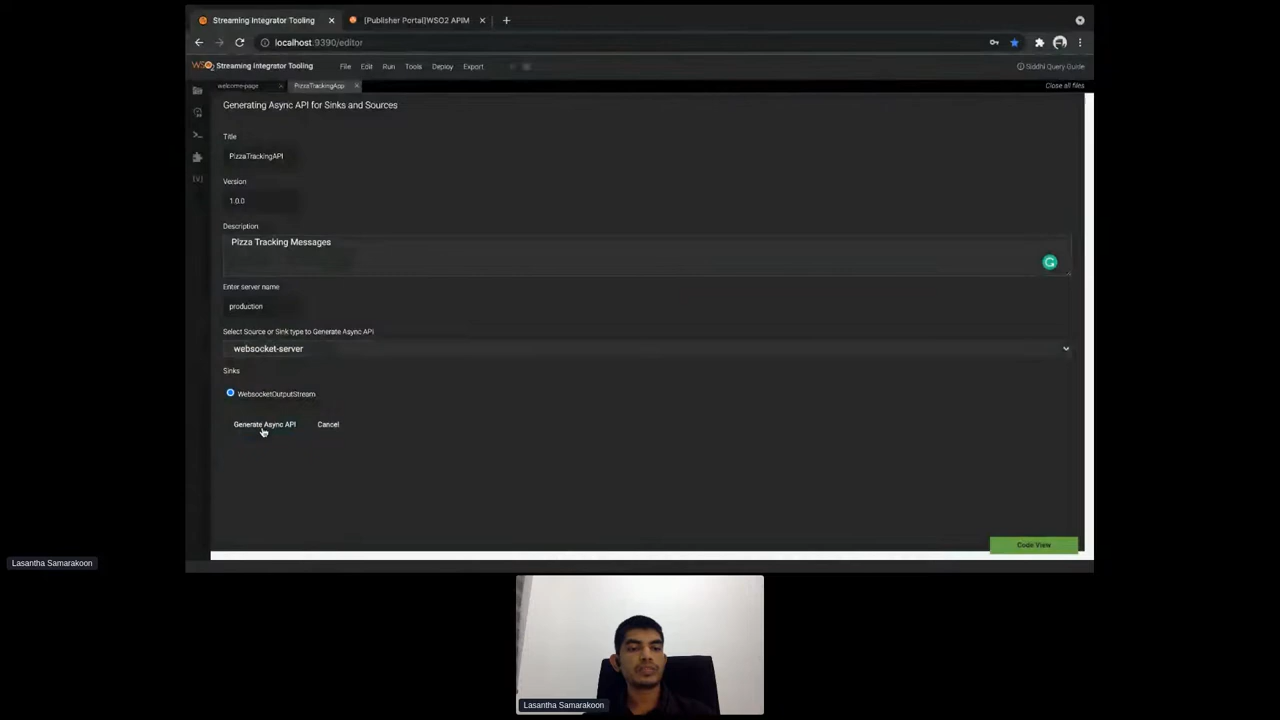 Streaming Integrator Tooling
[Publisher Portal]WSO2 APIM
localhost:9390/editor
WSO2 Streaming Integrator Tooling File Edit Run Tools Deploy Export Siddhi Query Guide
welcome-page PizzaTrackingApp Close all files
Generating Async API for Sinks and Sources
Title
PizzaTrackingAPI
Version
1.0.0
Description
Pizza Tracking Messages
Enter server name
production
Select Source or Sink type to Generate Async API
websocket-server
Sinks
WebsocketOutputStream
Generate Async API Cancel
Code View
Lasantha Samarakoon
Lasantha Samarakoon